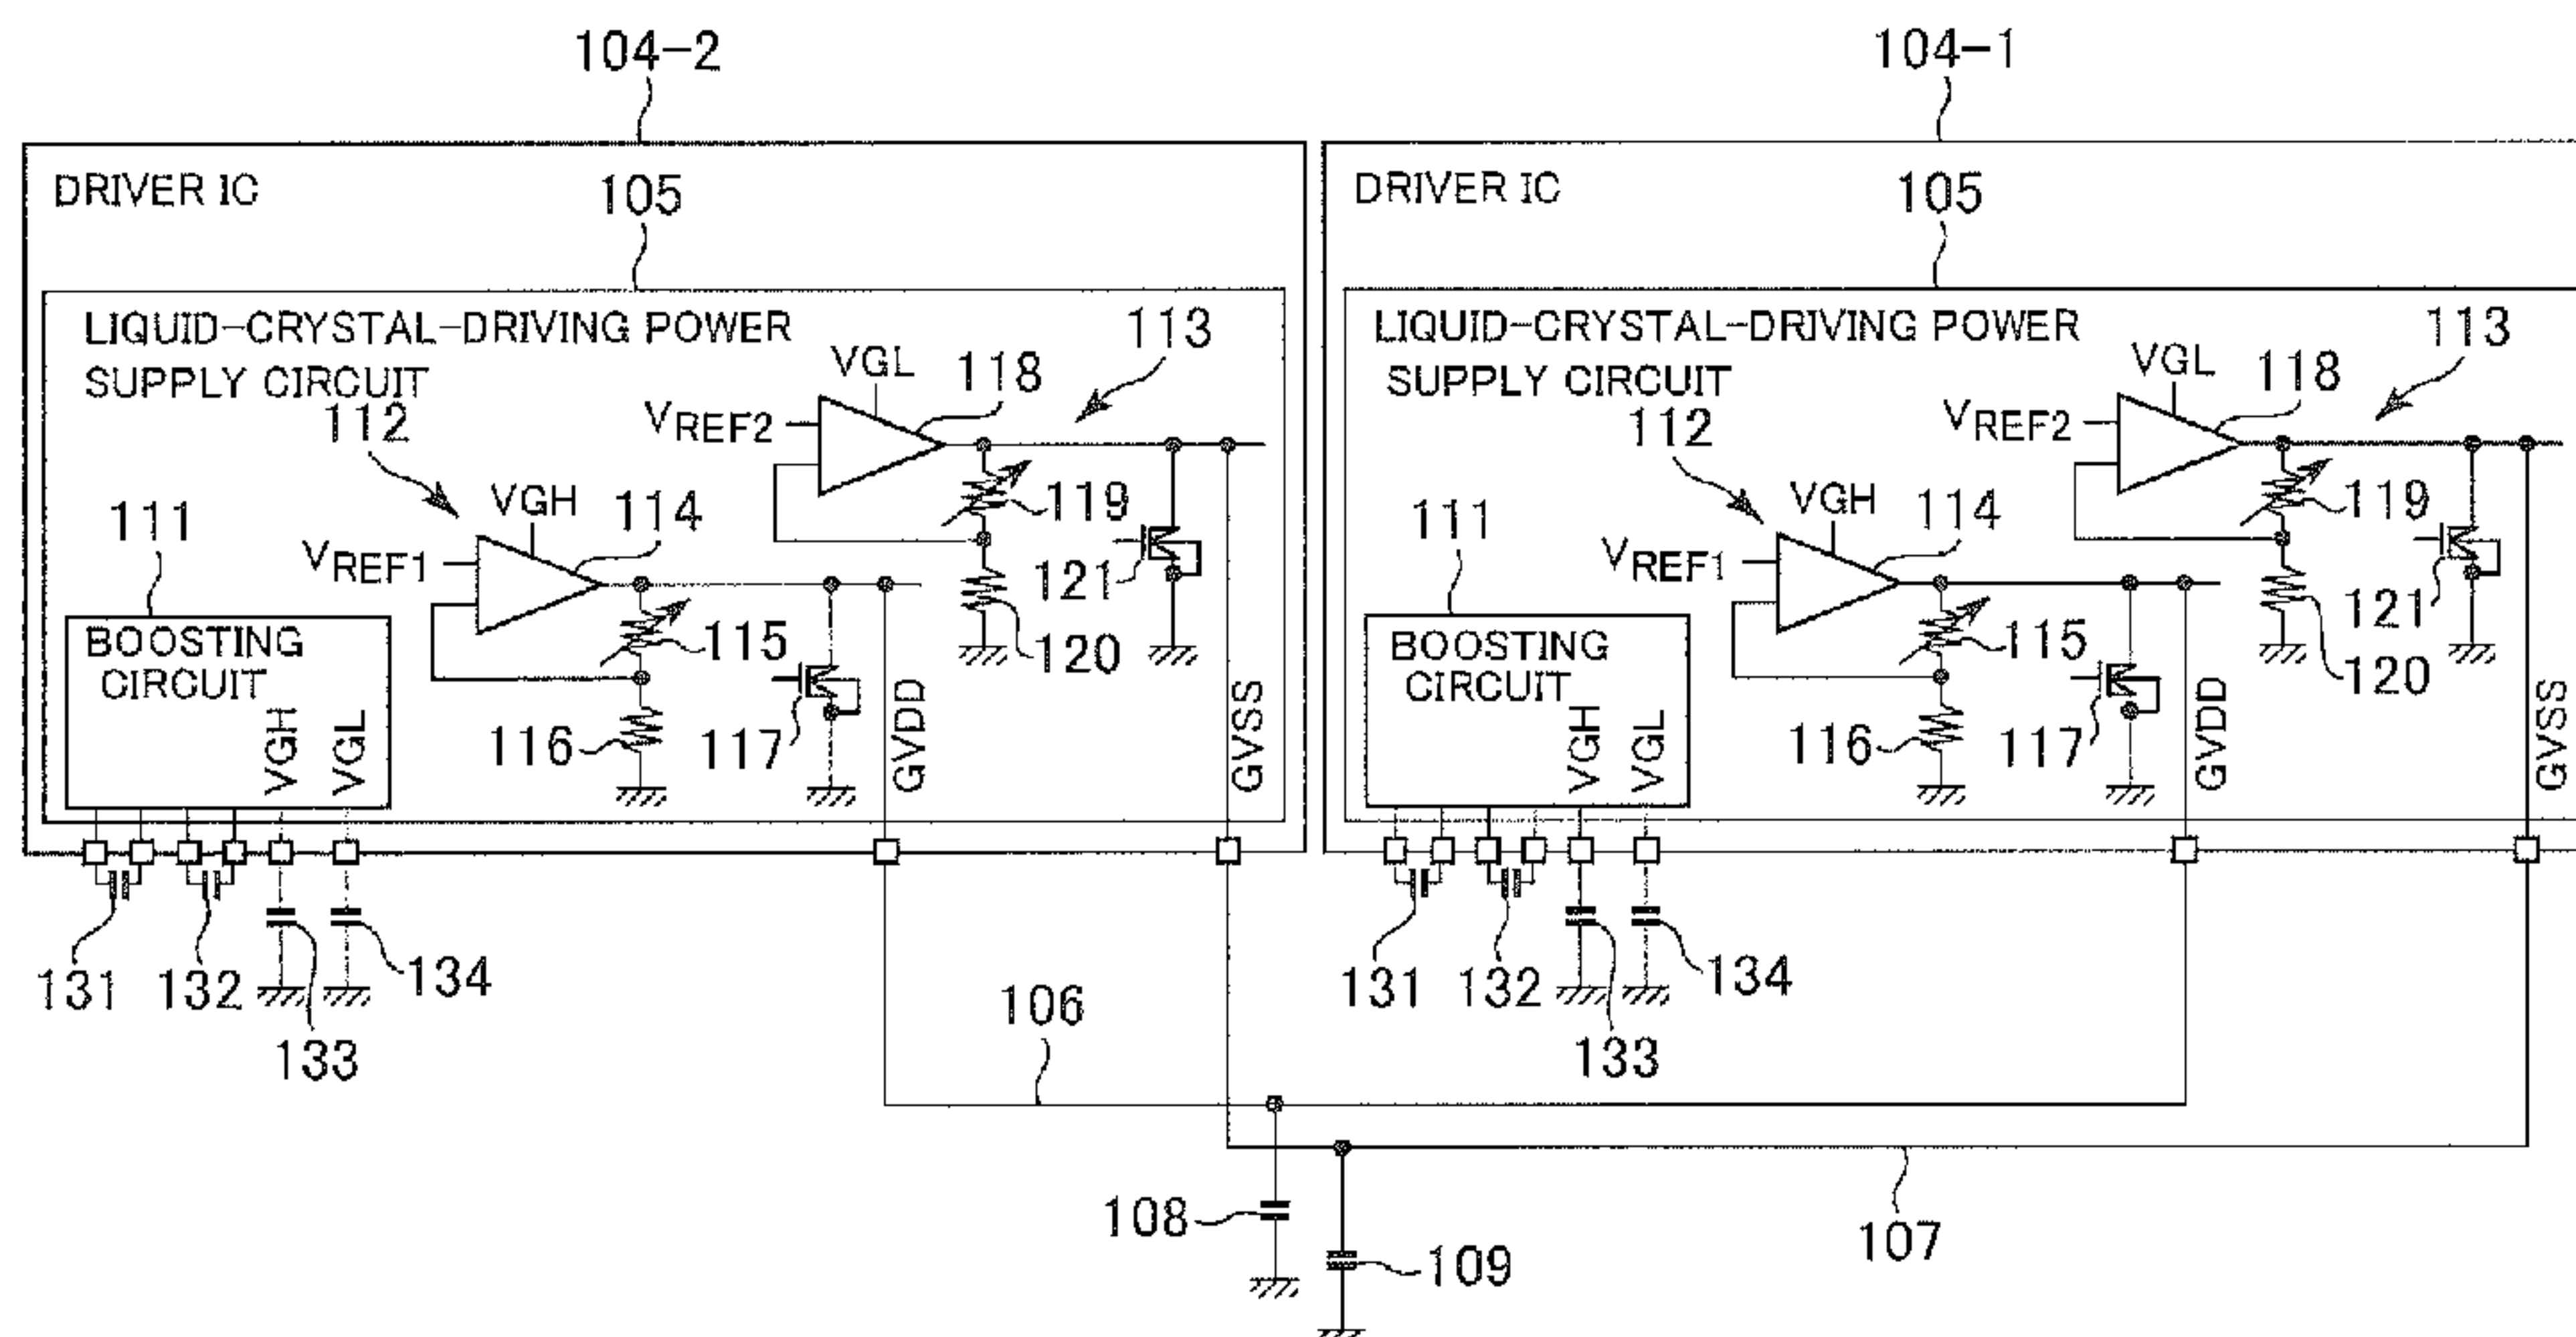 104-2
104-1
DRIVER IC
105
DRIVER IC
105
LIQUID-CRYSTAL-DRIVING POWER
SUPPLY CIRCUIT
112
113
VGL
118
VREF2
VGH
114
119
111
VREF1
121
BOOSTING
CIRCUIT
115
120
116
117
VGH
VGL
GVDD
GVSS
LIQUID-CRYSTAL-DRIVING POWER
SUPPLY CIRCUIT
112
113
VGL
118
VREF2
VGH
114
119
111
VREF1
121
BOOSTING
CIRCUIT
115
120
116
117
VGH
VGL
GVDD
GVSS
131
132
134
133
106
131
132
134
133
108
109
107